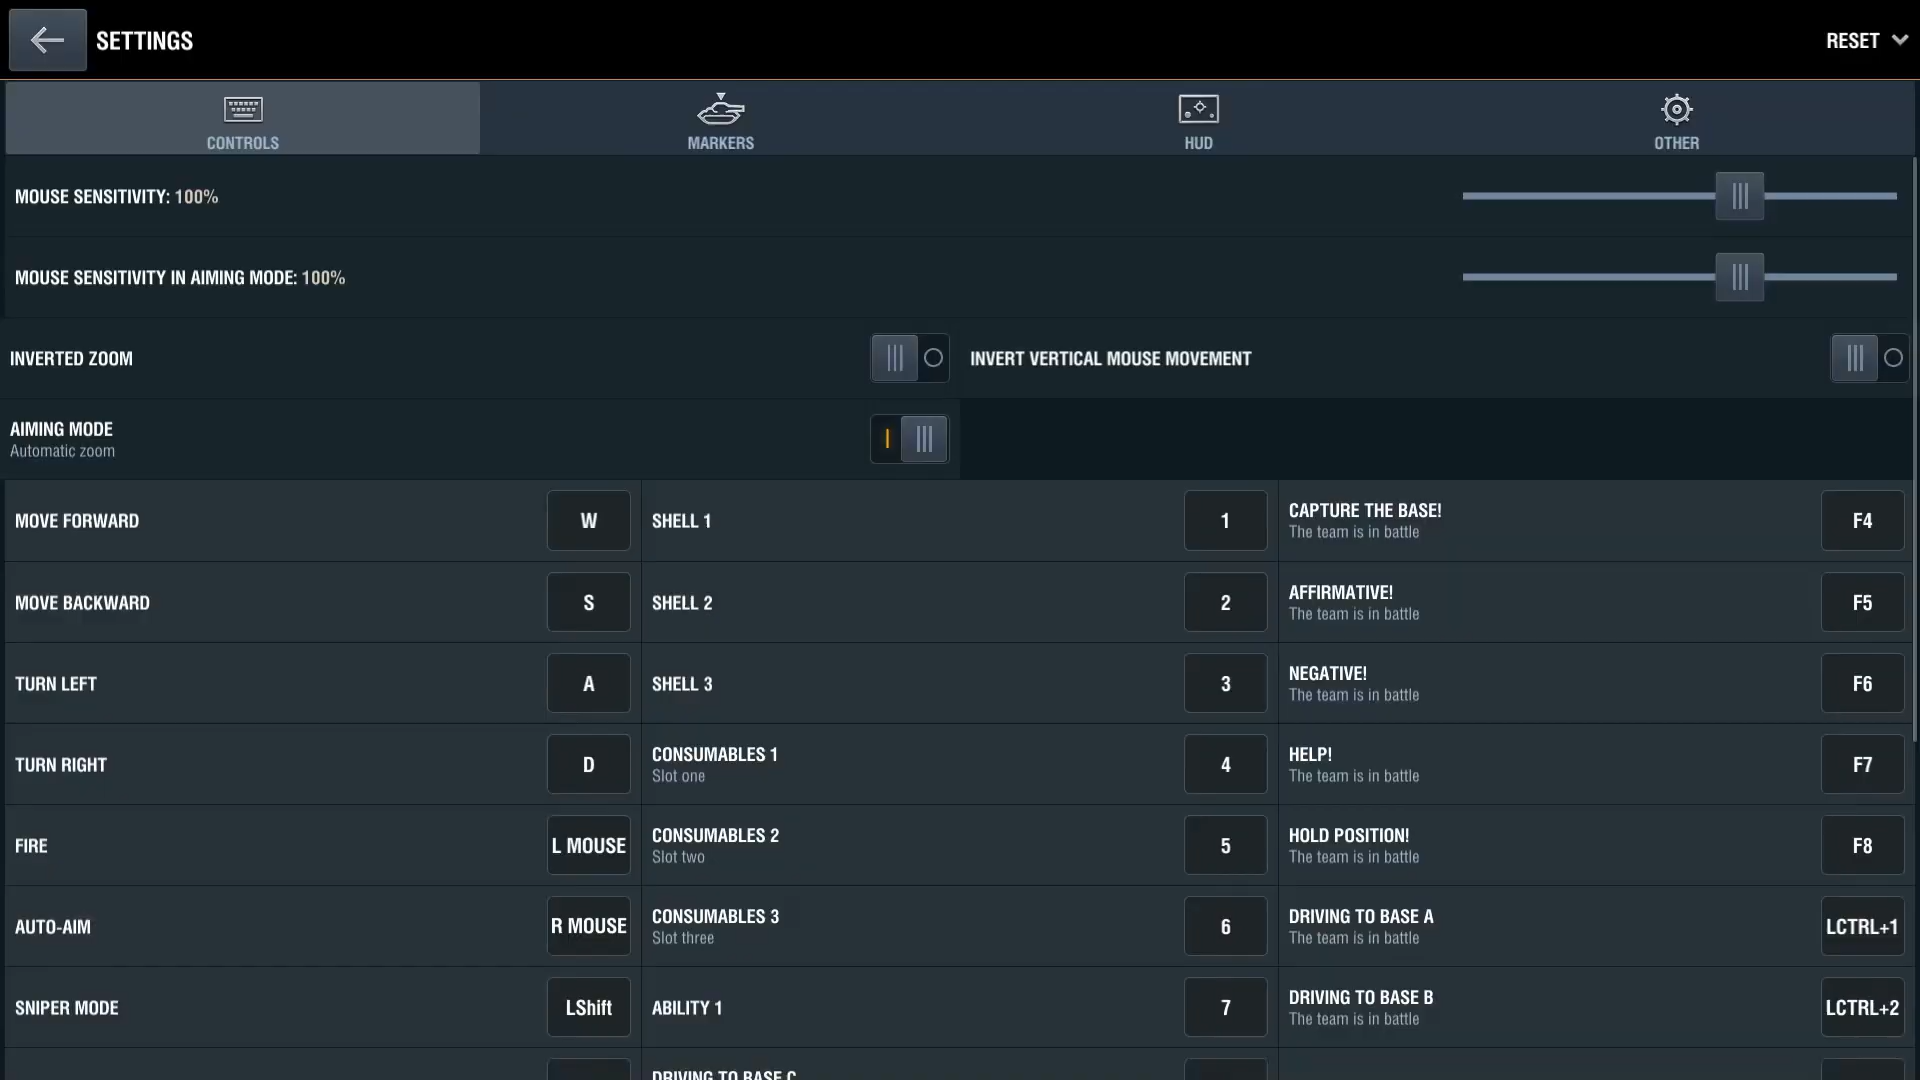 SETTINGS
RESET
CONTROLS
MARKERS
HUD
OTHER
MOUSE SENSITIVITY: 100%
MOUSE SENSITIVITY IN AIMING MODE: 100%
INVERTED ZOOM
INVERT VERTICAL MOUSE MOVEMENT
AIMING MODE
Automatic zoom
MOVE FORWARD
W
SHELL 1
1
CAPTURE THE BASE!
The team is in battle
F4
MOVE BACKWARD
S
SHELL 2
2
AFFIRMATIVE!
The team is in battle
F5
TURN LEFT
A
SHELL 3
3
NEGATIVE!
The team is in battle
F6
TURN RIGHT
D
CONSUMABLES 1
Slot one
4
HELP!
The team is in battle
F7
FIRE
L MOUSE
CONSUMABLES 2
Slot two
5
HOLD POSITION!
The team is in battle
F8
AUTO-AIM
R MOUSE
CONSUMABLES 3
Slot three
6
DRIVING TO BASE A
The team is in battle
LCTRL+1
SNIPER MODE
LShift
ABILITY 1
7
DRIVING TO BASE B
The team is in battle
LCTRL+2
DRIVING TO BASE C